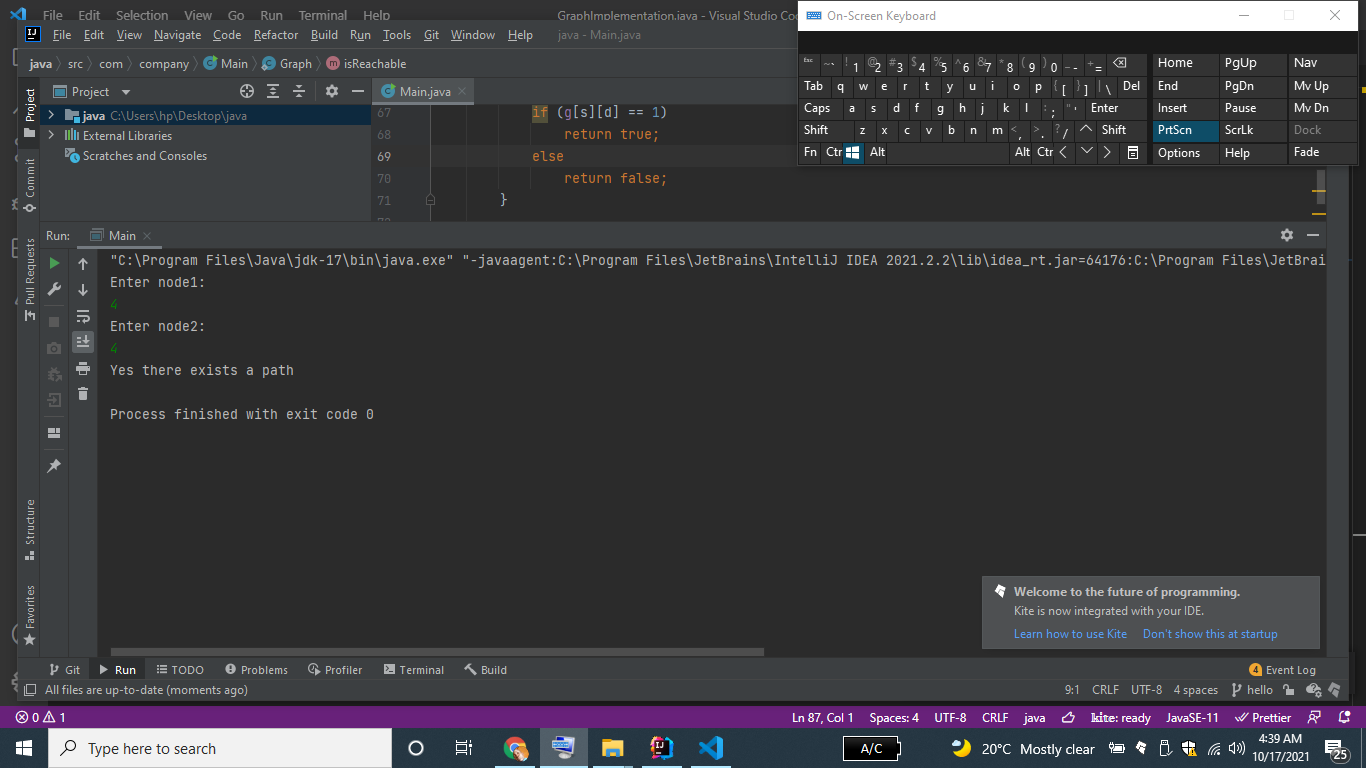 File Edit Selection View Go Run Terminal Help GraphImplementation.java - Visual Studio Co
On-Screen Keyboard
File Edit View Navigate Code Refactor Build Run Tools Git Window Help java - Main.java
java src com company Main Graph isReachable
Esc ~ ` ! 1 @ 2 # 3 $ 4 % 5 ^ 6 & 7 * 8 ( 9 ) 0 _ - + = Home PgUp Nav
Tab q w e r t y u i o p { [ } ] | \ Del End PgDn Mv Up
Caps a s d f g h j k l : ; " ' Enter Insert Pause Mv Dn
Shift z x c v b n m < , > . ? / Shift PrtScn ScrLk Dock
Fn Ctr Alt Alt Ctr Options Help Fade
Project
Main.java
java C:\Users\hp\Desktop\java
External Libraries
Scratches and Consoles
Project
Commit
Pull Requests
Structure
Favorites
67 if (g[s][d] == 1)
68 return true;
69 else
70 return false;
71 }
Run: Main
"C:\Program Files\Java\jdk-17\bin\java.exe" "-javaagent:C:\Program Files\JetBrains\IntelliJ IDEA 2021.2.2\lib\idea_rt.jar=64176:C:\Program Files\JetBrai
Enter node1:
4
Enter node2:
4
Yes there exists a path
Process finished with exit code 0
Welcome to the future of programming.
Kite is now integrated with your IDE.
Learn how to use Kite Don't show this at startup
Git Run TODO Problems Profiler Terminal Build 4 Event Log
All files are up-to-date (moments ago) 9:1 CRLF UTF-8 4 spaces hello
0 1 Ln 87, Col 1 Spaces: 4 UTF-8 CRLF java kite: ready JavaSE-11 Prettier
Type here to search A/C 20°C Mostly clear 4:39 AM
10/17/2021 25